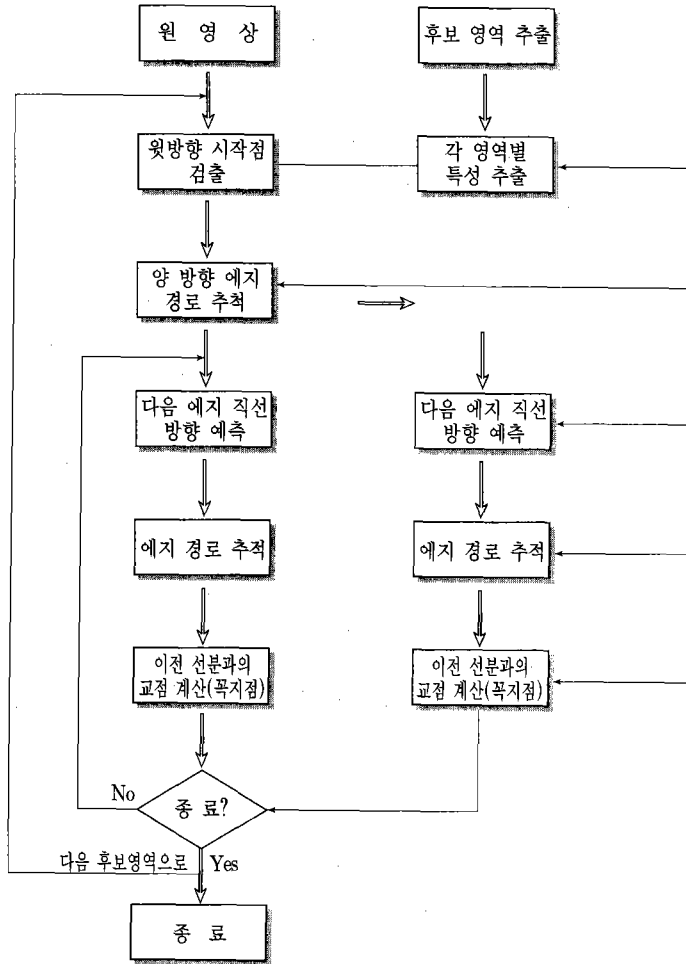 원 영 상
후보 영역 추출
윗방향 시작점
검출
각 영역별
특성 추출
양 방향 에지
경로 추적
다음 에지 직선
방향 예측
다음 에지 직선
방향 예측
에지 경로 추적
에지 경로 추적
이전 선분과의
교점 계산(꼭지점)
이전 선분과의
교점 계산(꼭지점)
No
종 료?
다음 후보영역으로
Yes
종 료